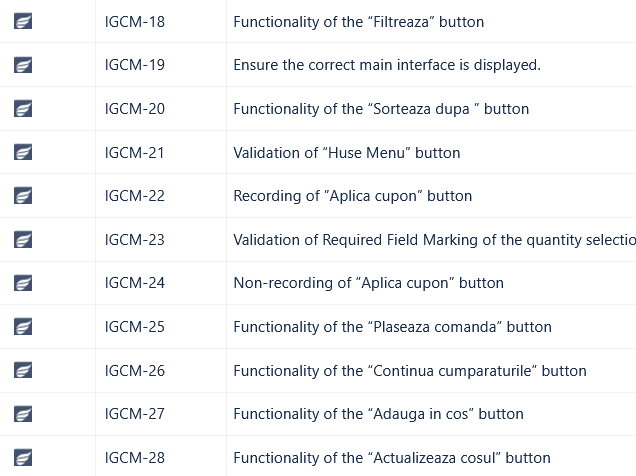 IGCM-18 Functionality of the “Filtreaza” button
IGCM-19 Ensure the correct main interface is displayed.
IGCM-20 Functionality of the “Sorteaza dupa ” button
IGCM-21 Validation of “Huse Menu” button
IGCM-22 Recording of ”Aplica cupon” button
IGCM-23 Validation of Required Field Marking of the quantity selectio
IGCM-24 Non-recording of “Aplica cupon” button
IGCM-25 Functionality of the “Plaseaza comanda” button
IGCM-26 Functionality of the “Continua cumparaturile” button
IGCM-27 Functionality of the “Adauga in cos” button
IGCM-28 Functionality of the “Actualizeaza cosul” button